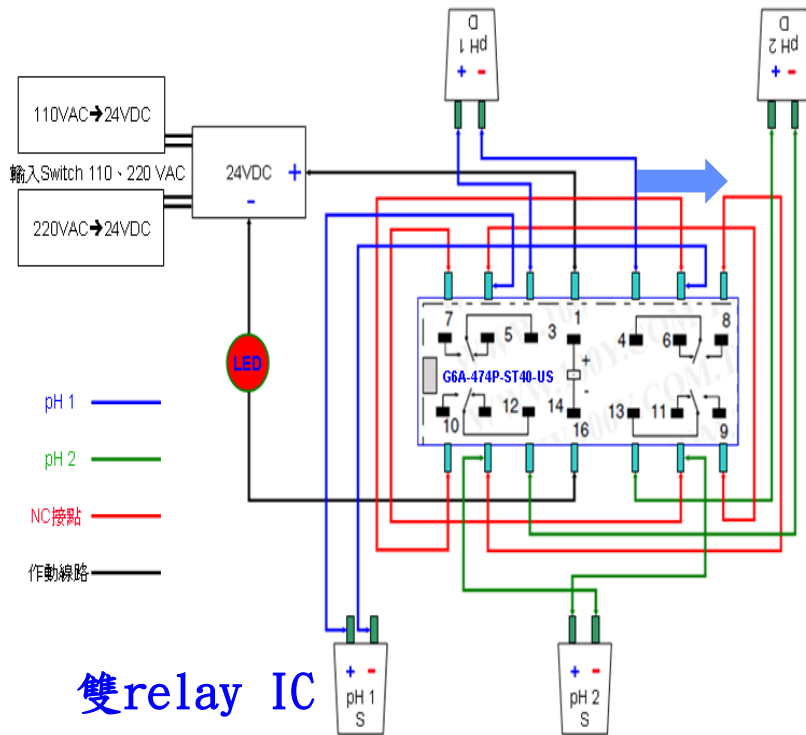 pH 1
D
+ -
pH 2
D
+ -
110VAC➔24VDC
輸入Switch 110、220 VAC
220VAC➔24VDC
24VDC +
-
LED
7
5
3
1
4
6
8
+
-
G6A-474P-ST40-US
10
12
14
16
13
11
9
WWW.100Y.COM.T
pH 1
pH 2
NC接點
作動線路
雙relay IC
+ -
pH 1
S
+ -
pH 2
S